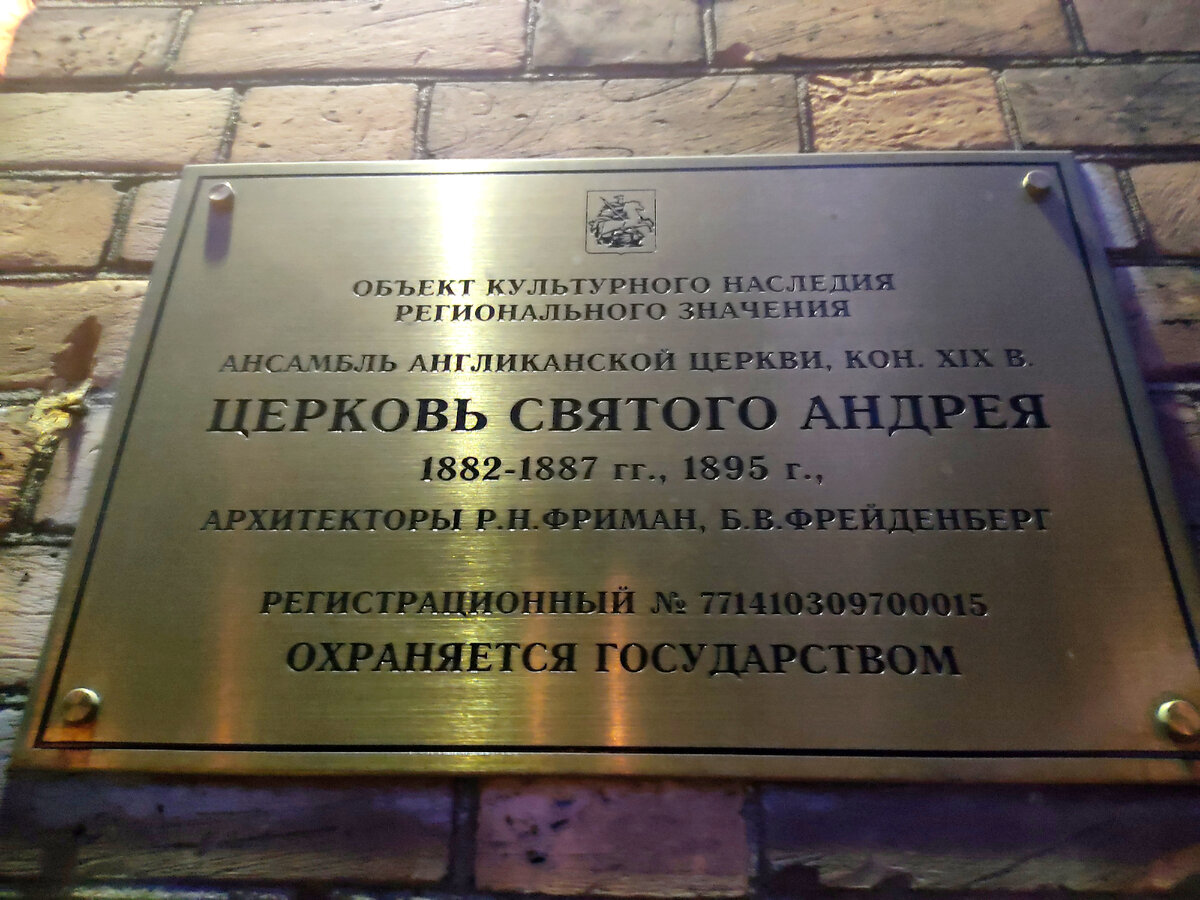 ОБЪЕКТ КУЛЬТУРНОГО НАСЛЕДИЯ
РЕГИОНАЛЬНОГО ЗНАЧЕНИЯ
АНСАМБЛЬ АНГЛИКАНСКОЙ ЦЕРКВИ, КОН. XIX В.
ЦЕРКОВЬ СВЯТОГО АНДРЕЯ
1882-1887 гг., 1895 г.,
АРХИТЕКТОРЫ Р.Н.ФРИМАН, Б.В.ФРЕЙДЕНБЕРГ
РЕГИСТРАЦИОННЫЙ № 771410309700015
ОХРАНЯЕТСЯ ГОСУДАРСТВОМ